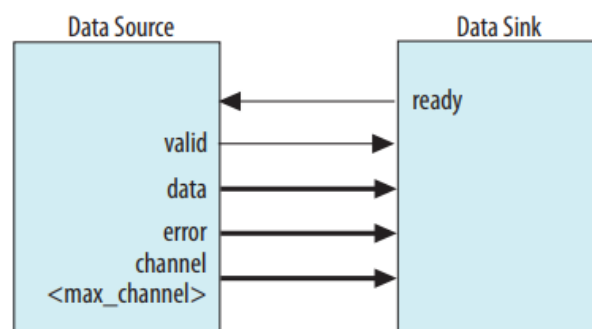 Data Source
Data Sink
ready
valid
data
error
channel
<max_channel>